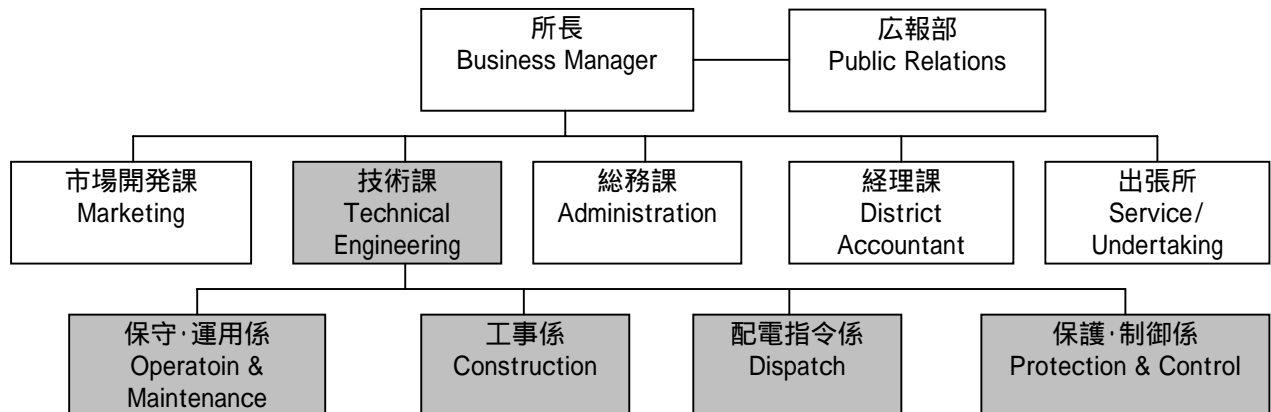 所長
Business Manager
広報部
Public Relations
市場開発課
Marketing
技術課
Technical
Engineering
総務課
Administration
経理課
District
Accountant
出張所
Service/
Undertaking
保守·運用係
Operatoin &
Maintenance
工事係
Construction
配電指令係
Dispatch
保護·制御係
Protection & Control